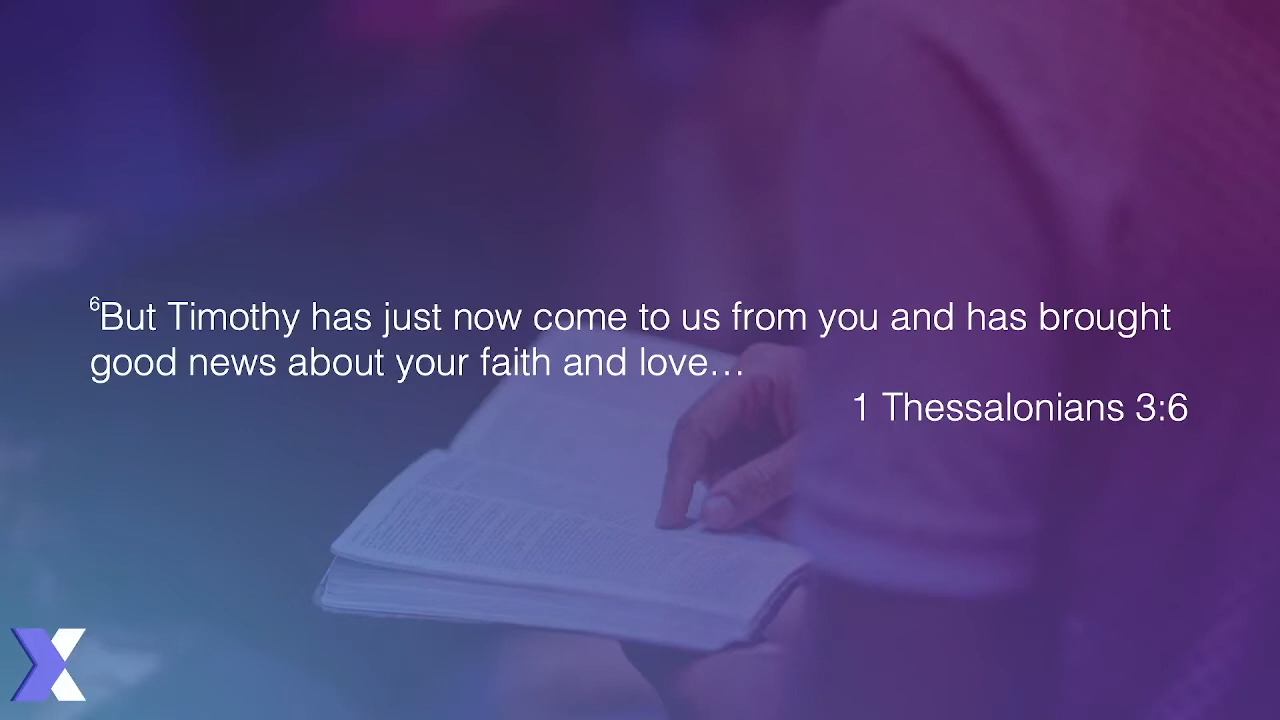 ⁶But Timothy has just now come to us from you and has brought
good news about your faith and love…
1 Thessalonians 3:6